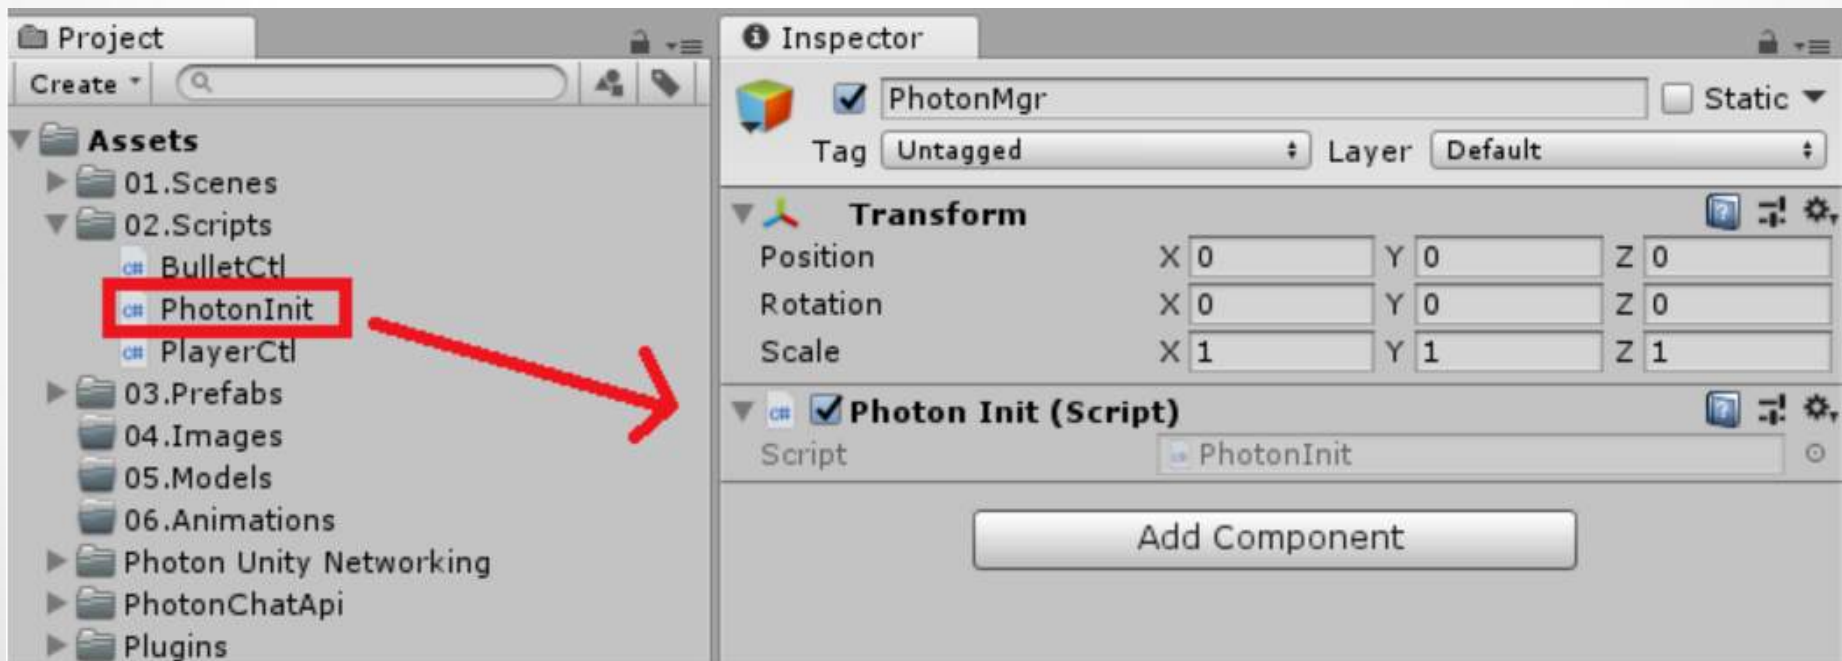 Project
Create
Assets
01.Scenes
02.Scripts
C# BulletCtl
C# PhotonInit
C# PlayerCtl
03.Prefabs
04.Images
05.Models
06.Animations
Photon Unity Networking
PhotonChatApi
Plugins
Inspector
PhotonMgr Static
Tag Untagged Layer Default
Transform
Position X 0 Y 0 Z 0
Rotation X 0 Y 0 Z 0
Scale X 1 Y 1 Z 1
C# Photon Init (Script)
Script PhotonInit
Add Component